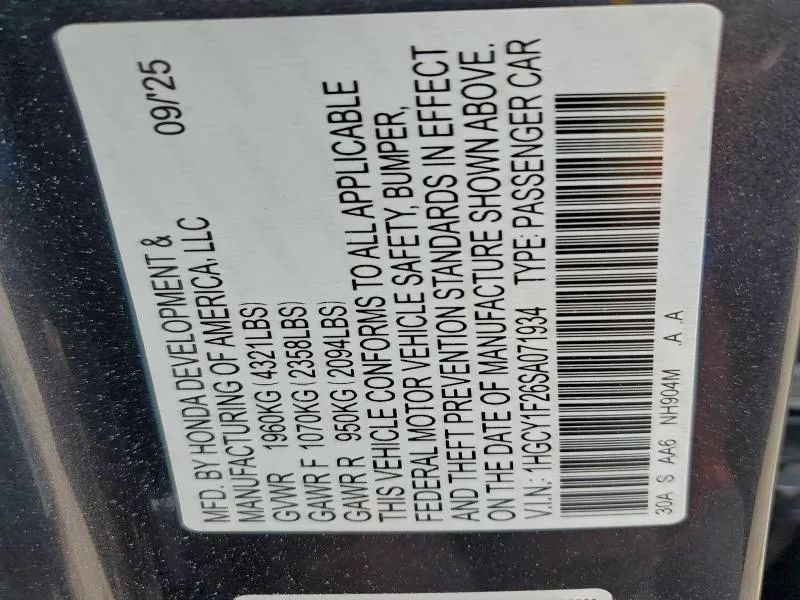 MFD. BY HONDA DEVELOPMENT & 09/'25
MANUFACTURING OF AMERICA, LLC
GVWR 1960KG (4321LBS)
GAWR F 1070KG (2358LBS)
GAWR R 950KG (2094LBS)
THIS VEHICLE CONFORMS TO ALL APPLICABLE
FEDERAL MOTOR VEHICLE SAFETY, BUMPER,
AND THEFT PREVENTION STANDARDS IN EFFECT
ON THE DATE OF MANUFACTURE SHOWN ABOVE.
V.I.N.: 1HGCY1F26SA071934 TYPE: PASSENGER CAR
30A S AA6 NH904M .A .A